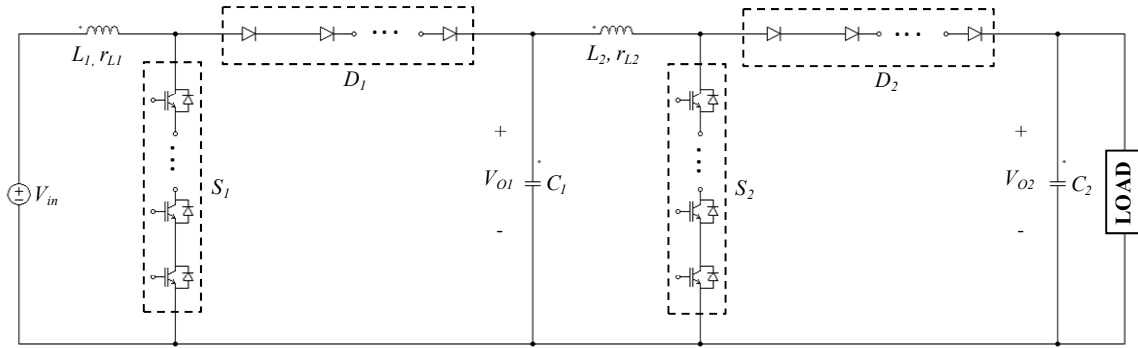 L1, rL1
D1
L2, rL2
D2
+
+
Vin
S1
VO1
C1
S2
VO2
C2
LOAD
-
-